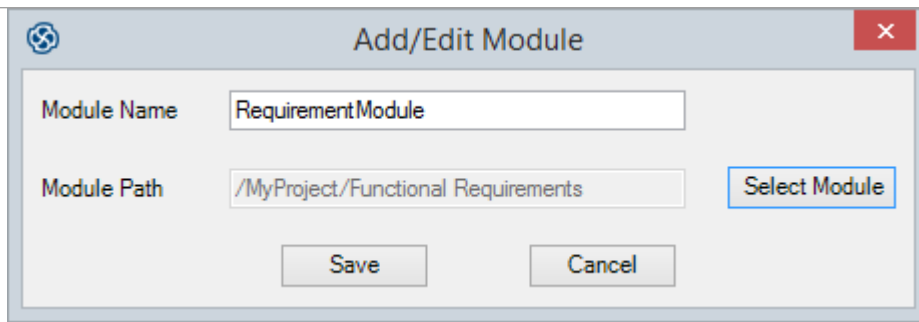 Add/Edit Module
Module Name RequirementModule
Module Path /MyProject/Functional Requirements Select Module
Save Cancel